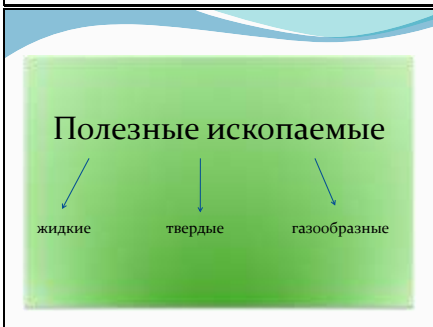 Полезные ископаемые
жидкие твердые газообразные